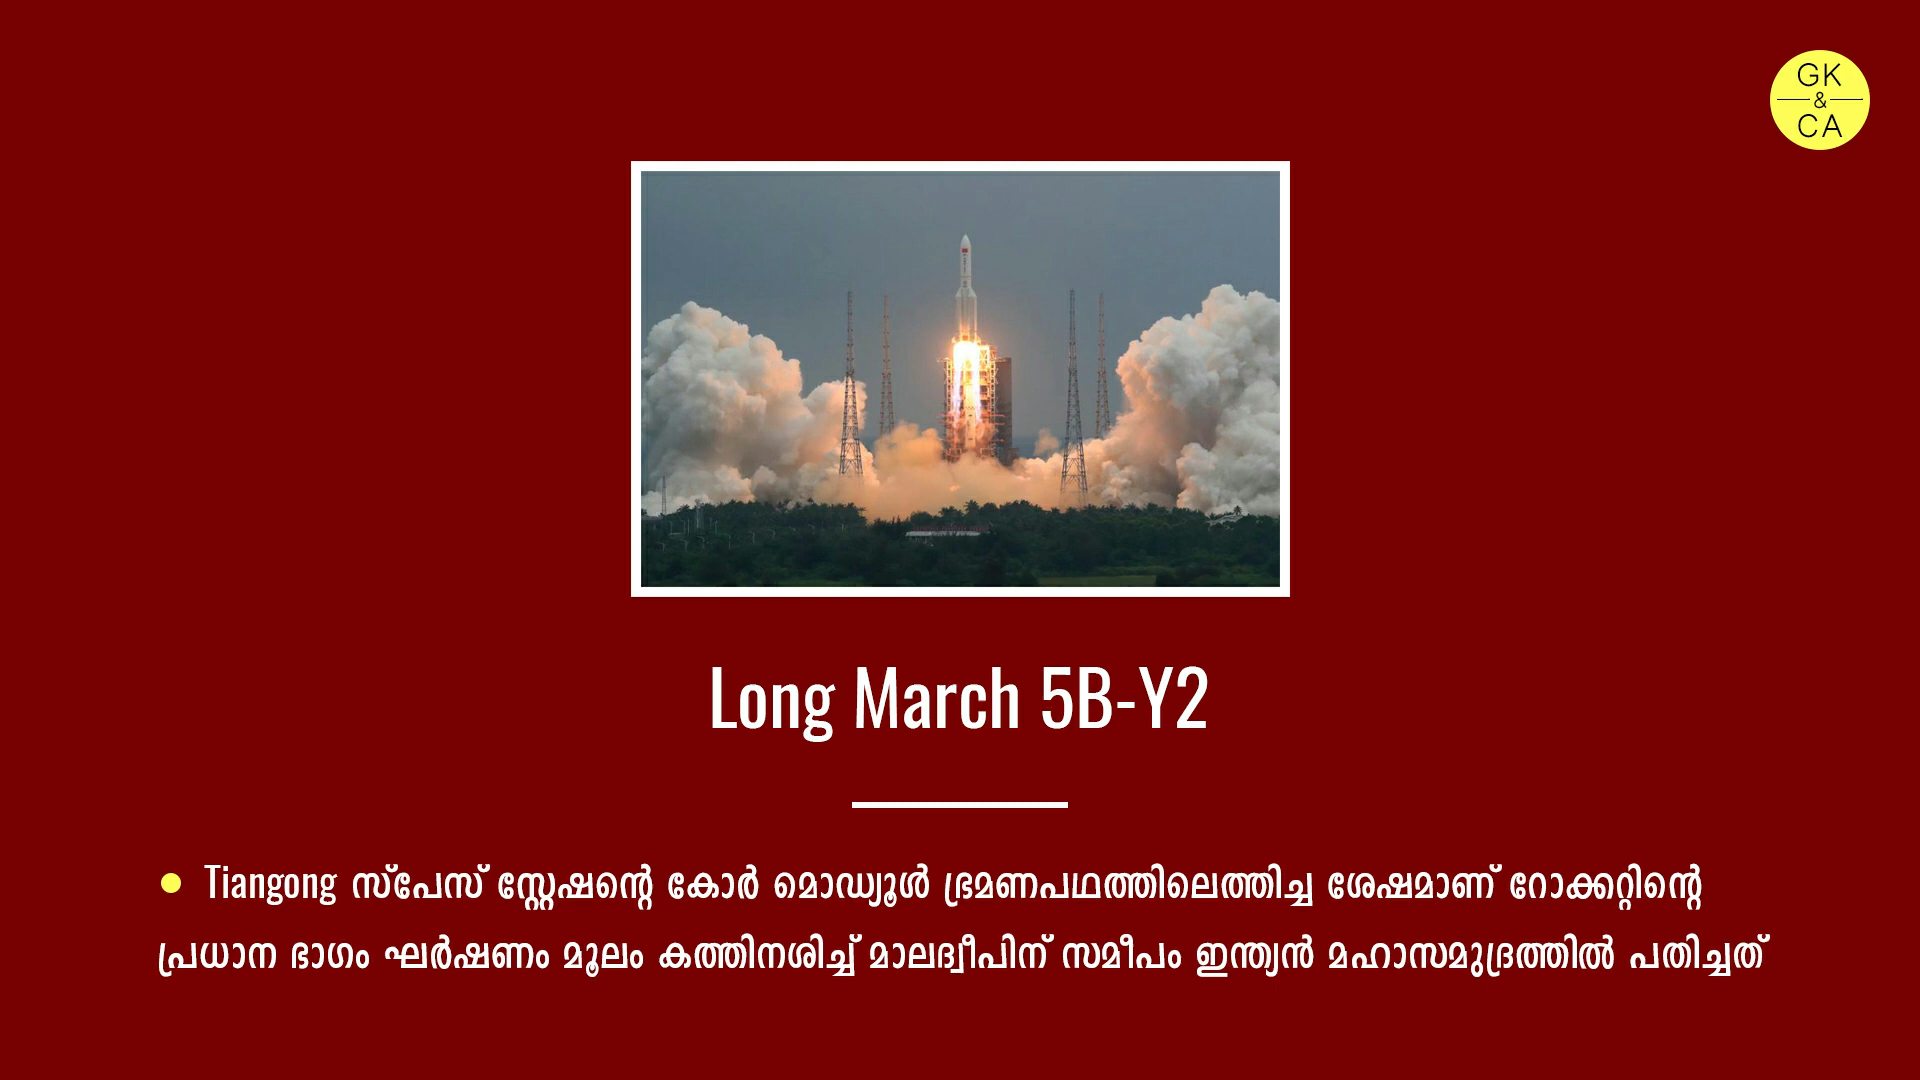 GK
&
CA
Long March 5B-Y2
Tiangong സ്പേസ് സ്റ്റേഷന്റെ കോർ മൊഡ്യൂൾ ഭ്രമണപഥത്തിലെത്തിച്ച ശേഷമാണ് റോക്കറ്റിന്റെ
പ്രധാന ഭാഗം ഘർഷണം മൂലം കത്തിനശിച്ച് മാലദ്വീപിന് സമീപം ഇന്ത്യൻ മഹാസമുദ്രത്തിൽ പതിച്ചത്